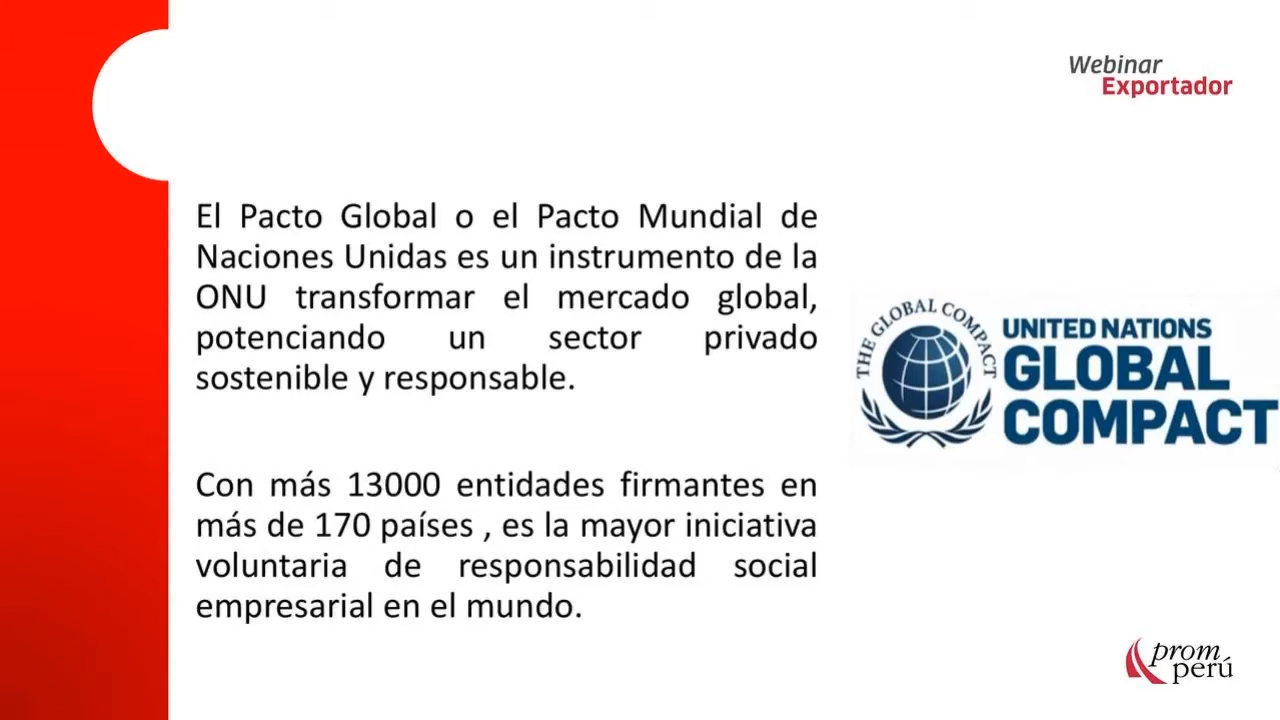 Webinar
Exportador
El Pacto Global o el Pacto Mundial de
Naciones Unidas es un instrumento de la
ONU transformar el mercado global,
potenciando un sector privado
sostenible y responsable.
Con más 13000 entidades firmantes en
más de 170 países , es la mayor iniciativa
voluntaria de responsabilidad social
empresarial en el mundo.
THE GLOBAL COMPACT
UNITED NATIONS
GLOBAL
COMPACT
prom
perú